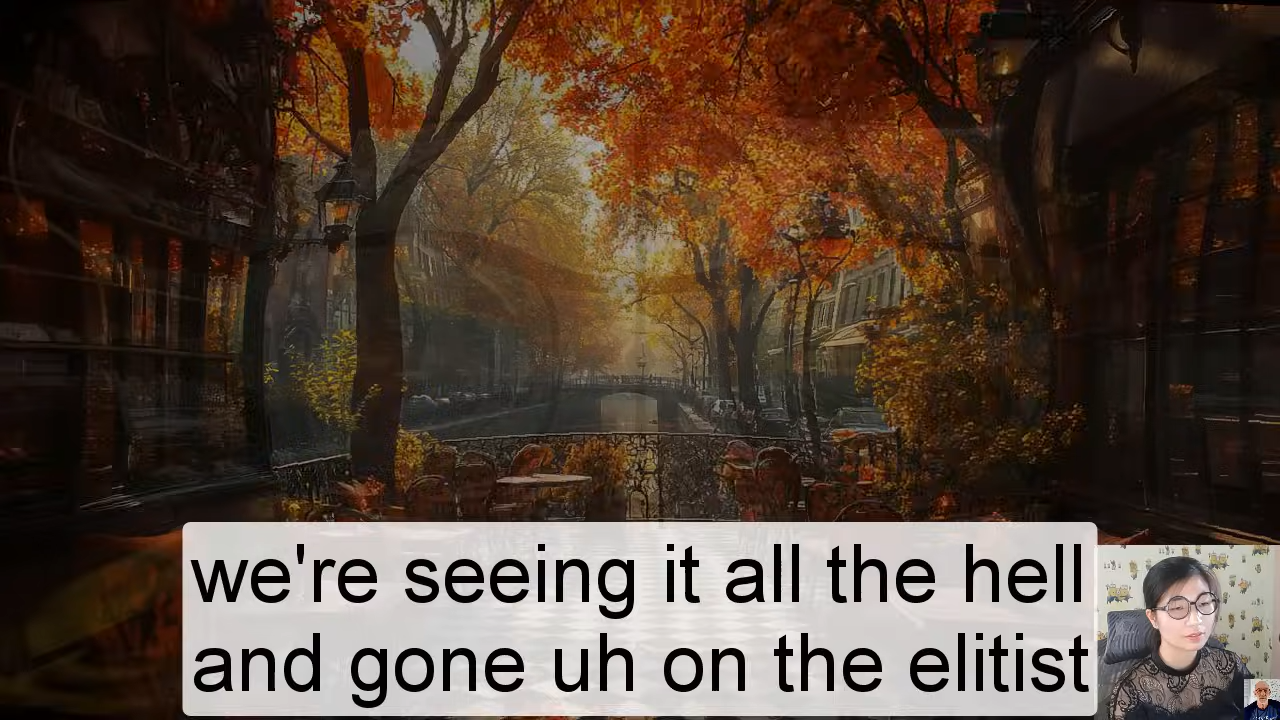 we're seeing it all the hell
and gone uh on the elitist